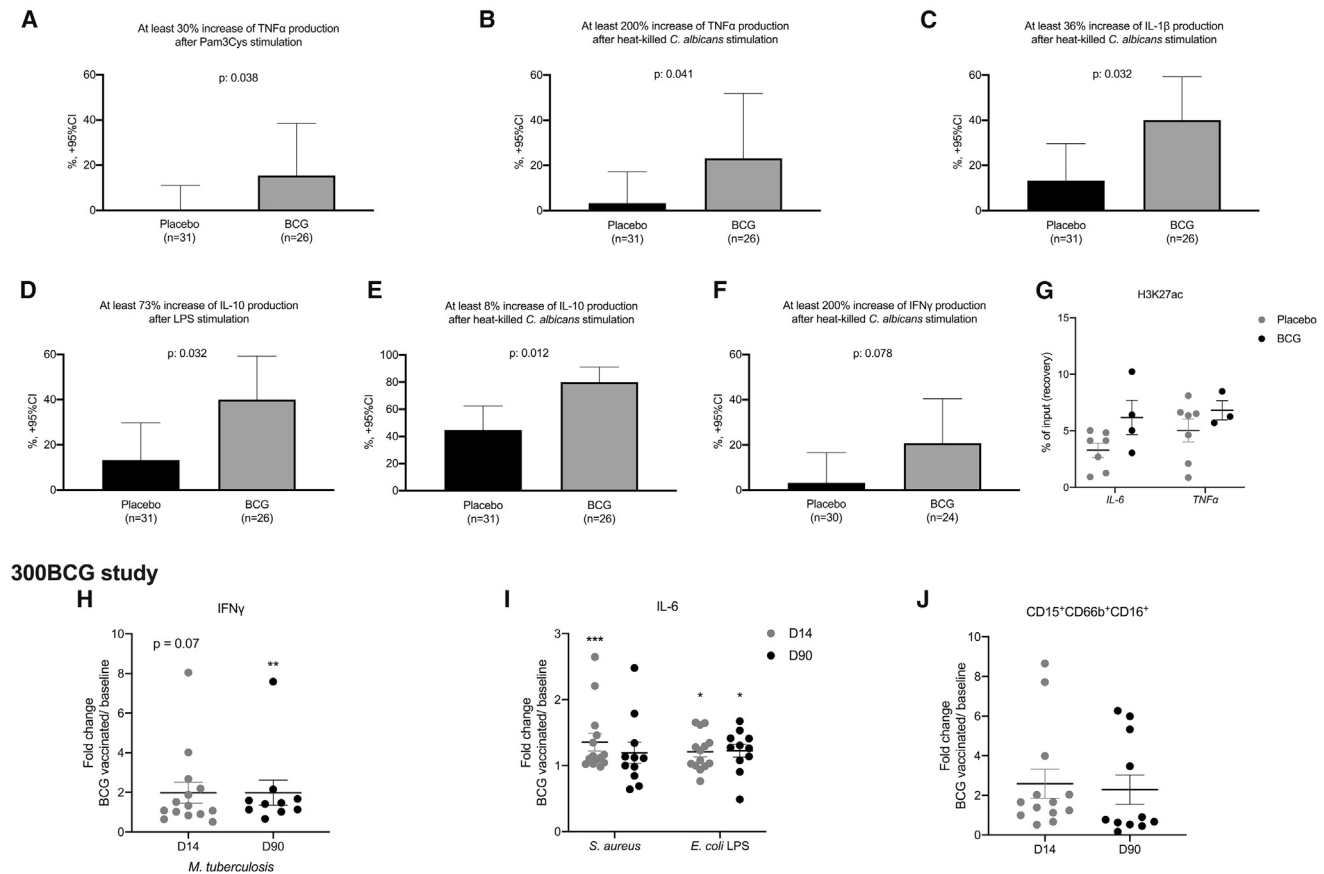 A
At least 30% increase of TNFα production
after Pam3Cys stimulation
p: 0.038
60
40
20
0
%, +95%CI
Placebo
(n=31)
BCG
(n=26)
B
At least 200% increase of TNFα production
after heat-killed C. albicans stimulation
p: 0.041
60
40
20
0
%, +95%CI
Placebo
(n=31)
BCG
(n=26)
C
At least 36% increase of IL-1β production
after heat-killed C. albicans stimulation
p: 0.032
60
40
20
0
%, +95%CI
Placebo
(n=31)
BCG
(n=26)
D
At least 73% increase of IL-10 production
after LPS stimulation
p: 0.032
60
40
20
0
%, +95%CI
Placebo
(n=31)
BCG
(n=26)
E
At least 8% increase of IL-10 production
after heat-killed C. albicans stimulation
p: 0.012
100
80
60
40
20
0
%, +95%CI
Placebo
(n=31)
BCG
(n=26)
F
At least 200% increase of IFNγ production
after heat-killed C. albicans stimulation
p: 0.078
60
40
20
0
%, +95%CI
Placebo
(n=30)
BCG
(n=24)
G
H3K27ac
15
10
5
0
% of input (recovery)
IL-6
TNFα
Placebo
BCG
300BCG study
H
IFNγ
p = 0.07
**
10
8
6
4
2
0
Fold change
BCG vaccinated/ baseline
D14
D90
M. tuberculosis
I
IL-6
***
*
*
3
2
1
0
Fold change
BCG vaccinated/ baseline
S. aureus
E. coli LPS
D14
D90
J
CD15⁺CD66b⁺CD16⁺
10
8
6
4
2
0
Fold change
BCG vaccinated/ baseline
D14
D90